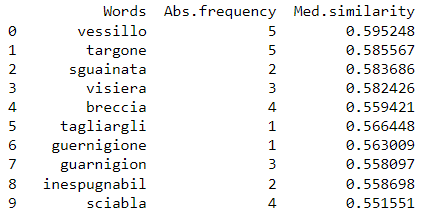 Words Abs.frequency Med.similarity
0 vessillo 5 0.595248
1 targone 5 0.585567
2 sguainata 2 0.583686
3 visiera 3 0.582426
4 breccia 4 0.559421
5 tagliargli 1 0.566448
6 guernigione 1 0.563009
7 guarnigion 3 0.558097
8 inespugnabil 2 0.558698
9 sciabla 4 0.551551